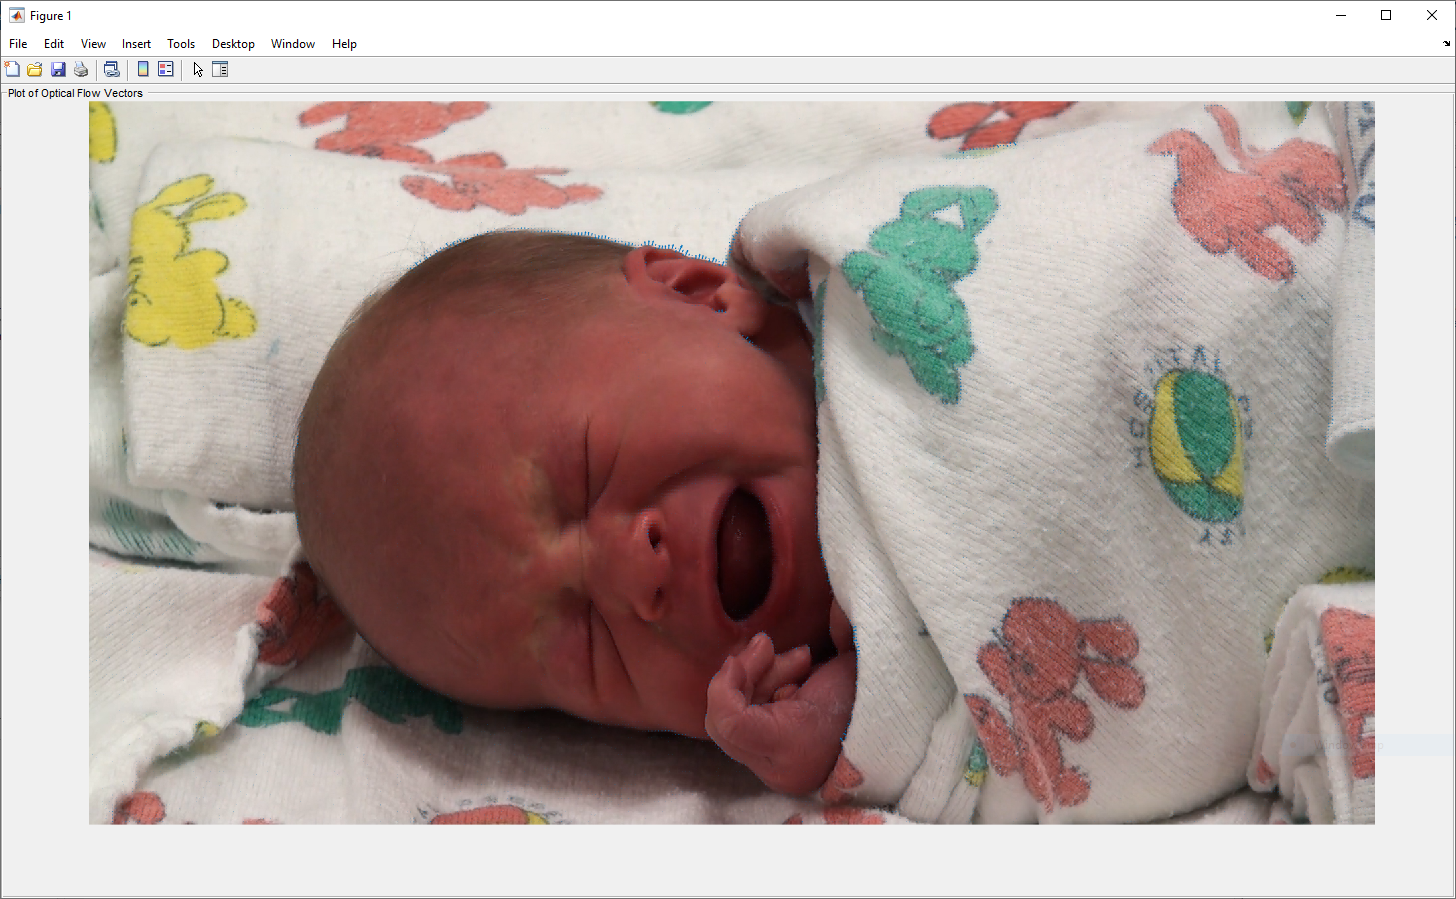 Figure 1
File Edit View Insert Tools Desktop Window Help
Plot of Optical Flow Vectors